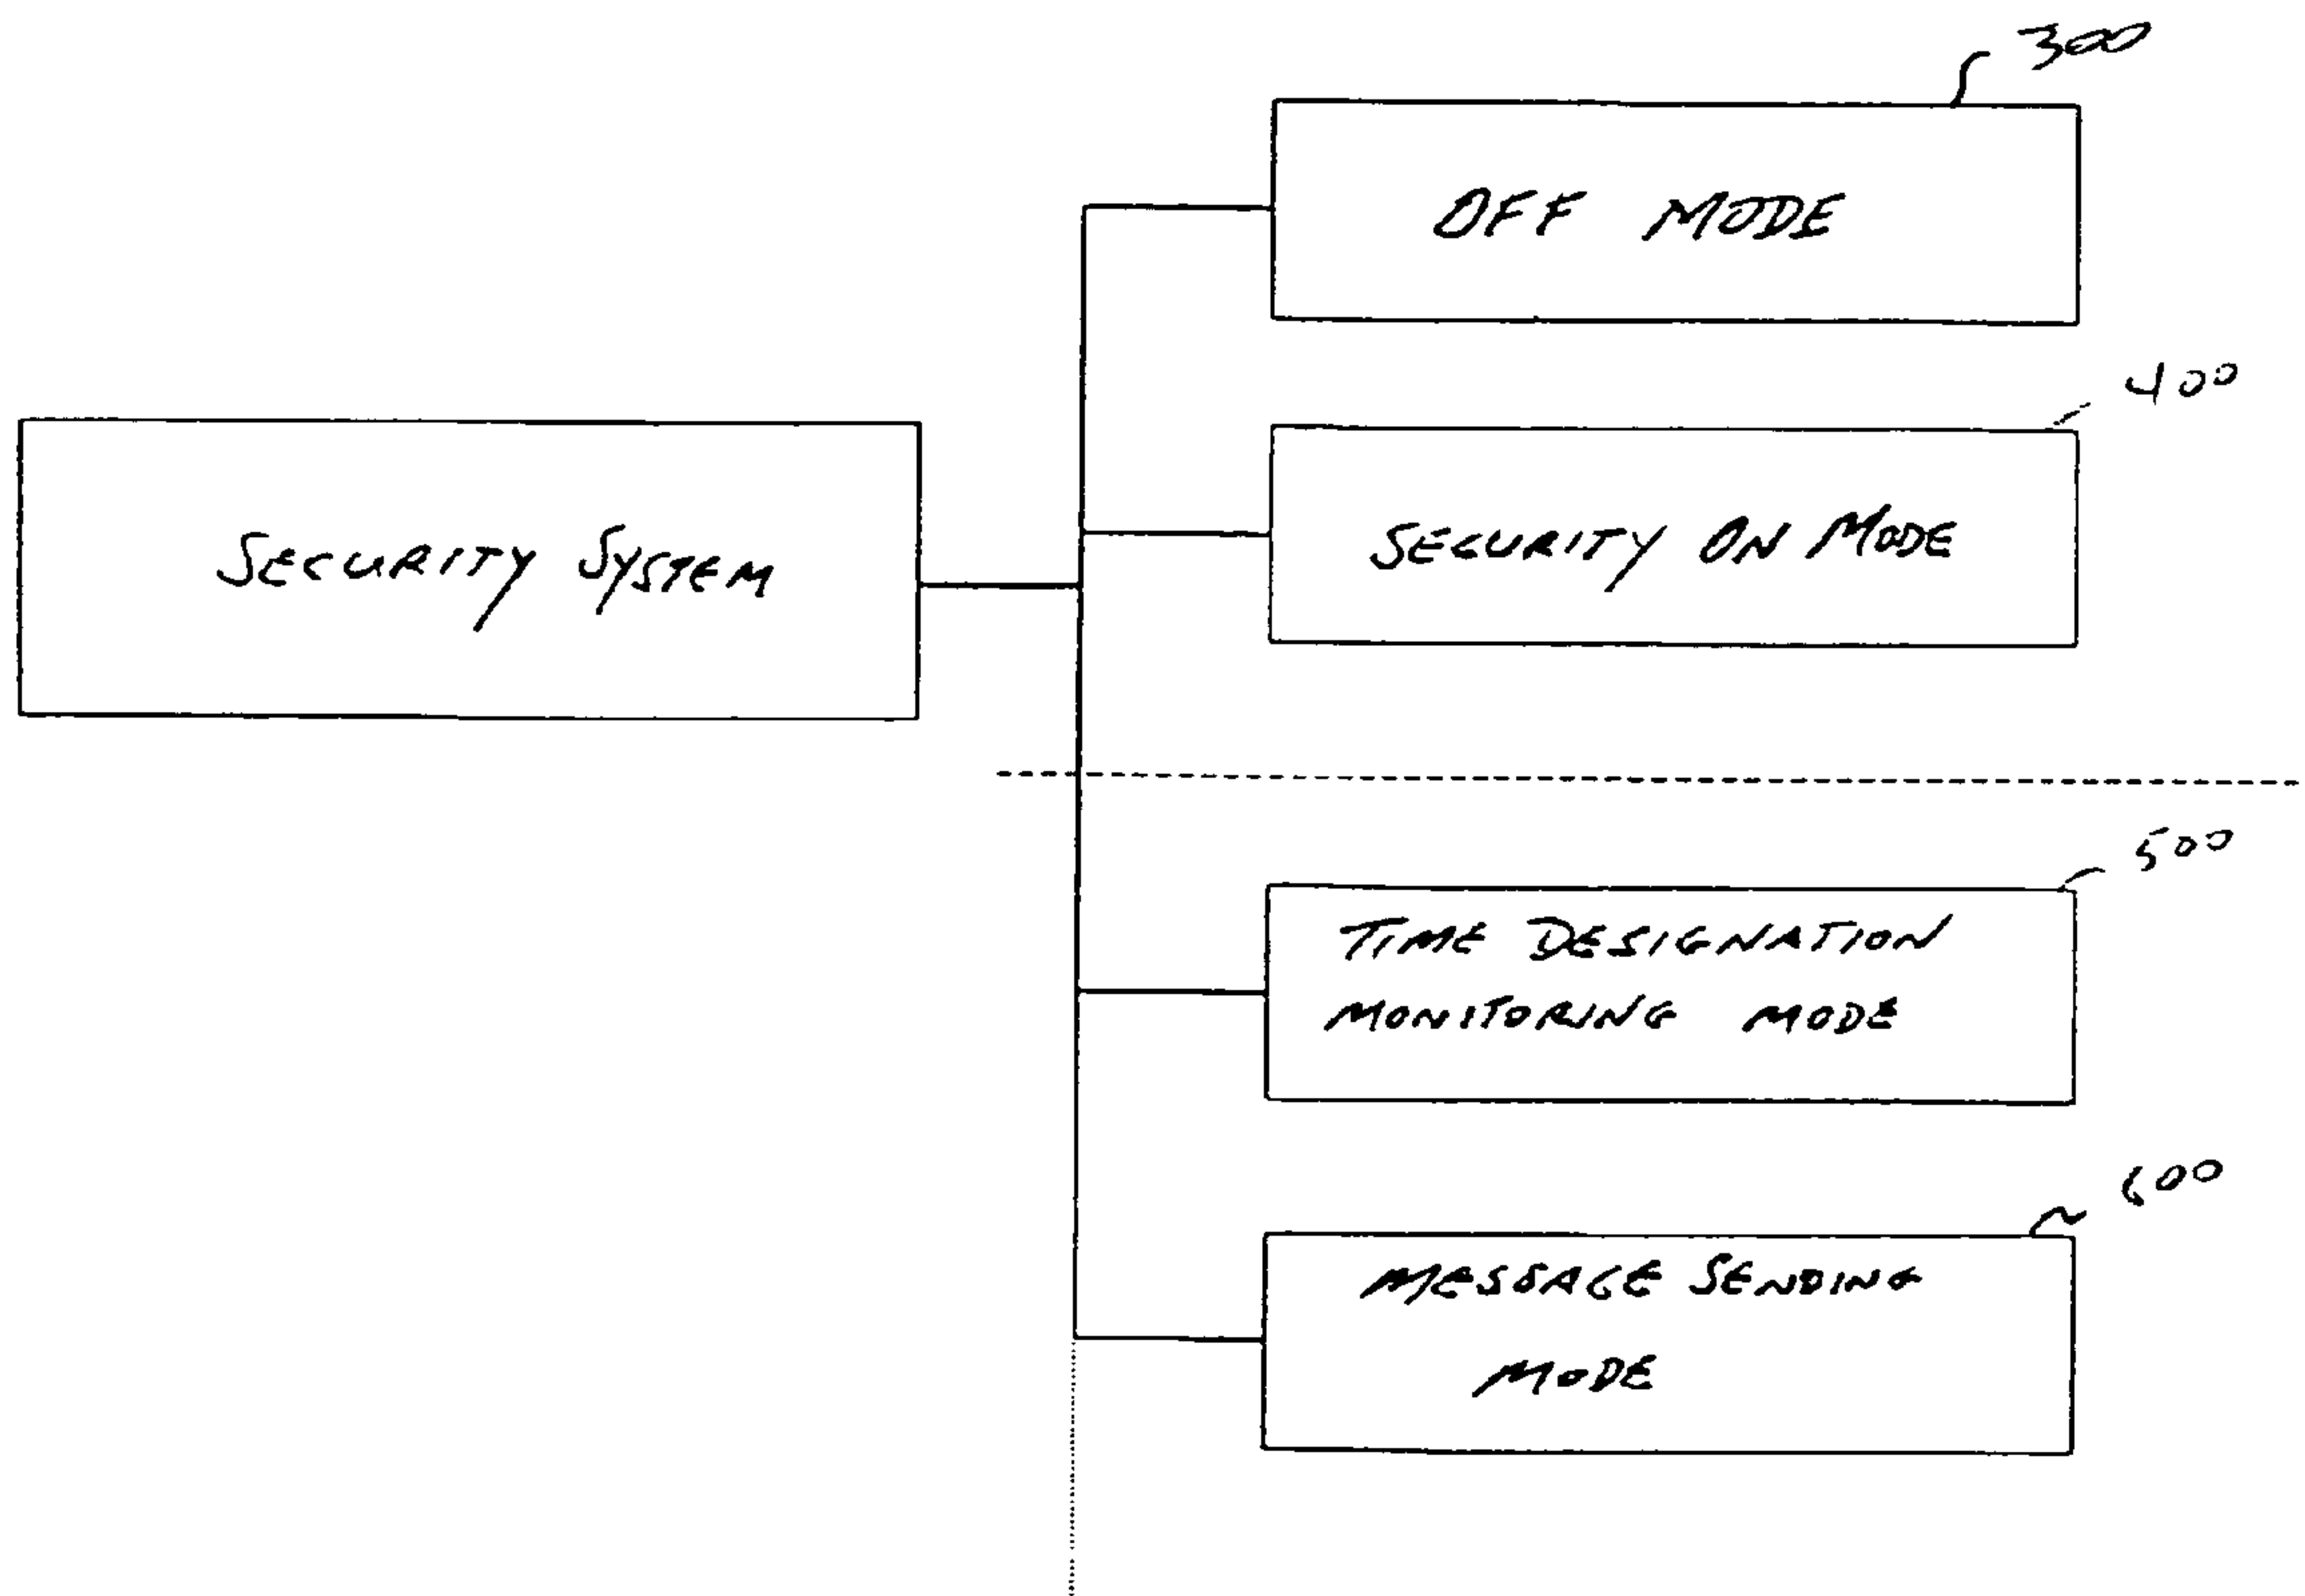 300
OFF MODE
400
SECURITY SYSTEM
SECURITY ON MODE
500
TIME DESIGNATION
MONITORING MODE
600
MESSAGE SENDING
MODE